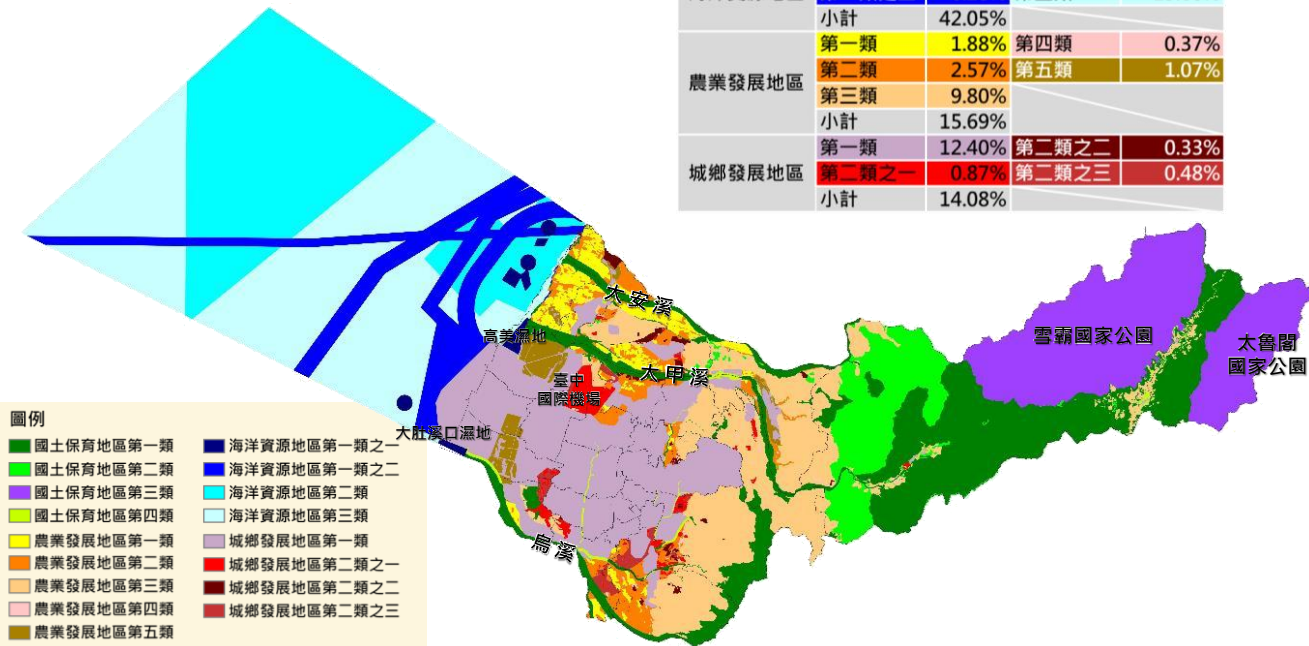 小計 42.05%
農業發展地區
第一類 1.88% 第四類 0.37%
第二類 2.57% 第五類 1.07%
第三類 9.80%
小計 15.69%
城鄉發展地區
第一類 12.40% 第二類之二 0.33%
第二類之一 0.87% 第二類之三 0.48%
小計 14.08%
大安溪
高美濕地
雪霸國家公園
太魯閣
國家公園
大甲溪
臺中
國際機場
大肚溪口濕地
烏溪
圖例
國土保育地區第一類
國土保育地區第二類
國土保育地區第三類
國土保育地區第四類
農業發展地區第一類
農業發展地區第二類
農業發展地區第三類
農業發展地區第四類
農業發展地區第五類
海洋資源地區第一類之一
海洋資源地區第一類之二
海洋資源地區第二類
海洋資源地區第三類
城鄉發展地區第一類
城鄉發展地區第二類之一
城鄉發展地區第二類之二
城鄉發展地區第二類之三